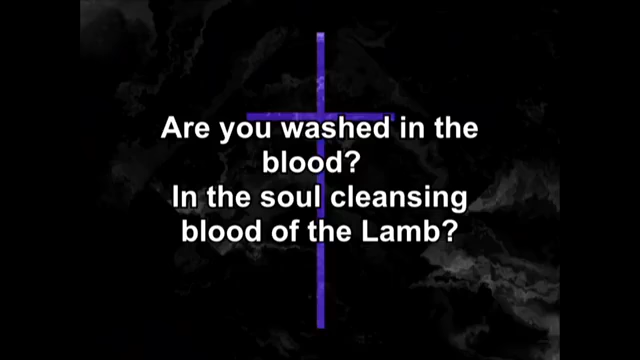 Are you washed in the
blood?
In the soul cleansing
blood of the Lamb?